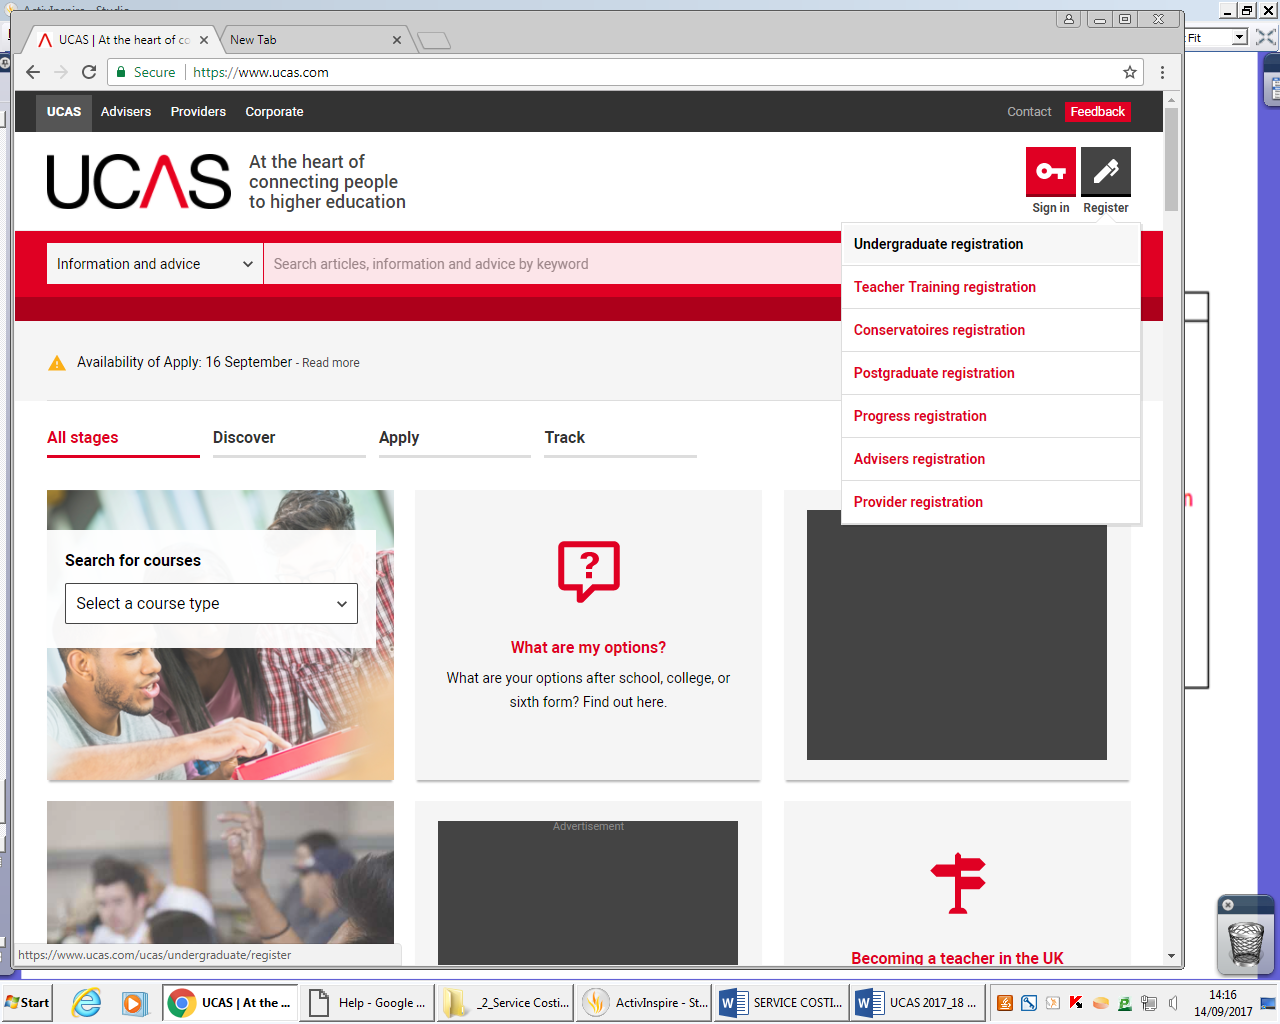 UCAS | At the heart of co
New Tab
Secure
https://www.ucas.com
Fit
UCAS
Advisers
Providers
Corporate
Contact
Feedback
UCAS
At the heart of
connecting people
to higher education
Sign in
Register
Undergraduate registration
Teacher Training registration
Conservatoires registration
Postgraduate registration
Progress registration
Advisers registration
Provider registration
Information and advice
Search articles, information and advice by keyword
Availability of Apply: 16 September - Read more
All stages
Discover
Apply
Track
Search for courses
Select a course type
What are my options?
What are your options after school, college, or
sixth form? Find out here.
Advertisement
Becoming a teacher in the UK
https://www.ucas.com/ucas/undergraduate/register
Start
UCAS | At the ...
Help - Google ...
_2_Service Costi...
ActivInspire - St...
SERVICE COSTI...
UCAS 2017_18 ...
14:16
14/09/2017